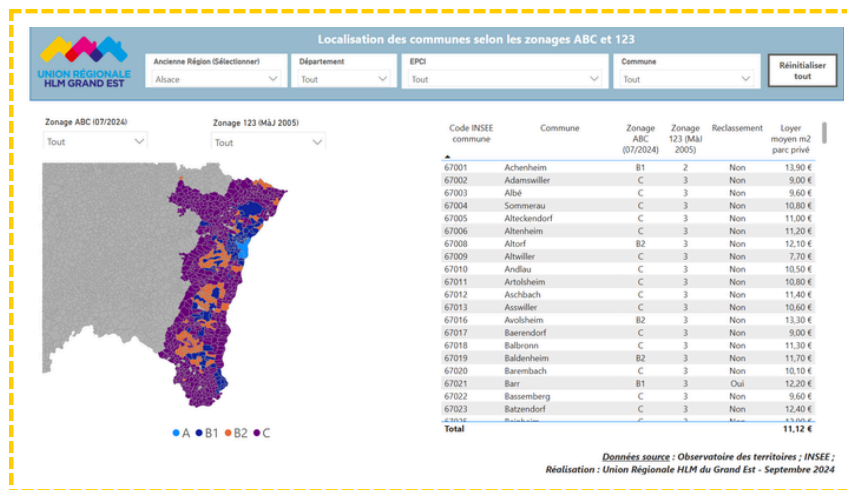 Localisation des communes selon les zonages ABC et 123
UNION RÉGIONALE
HLM GRAND EST
Ancienne Région (Sélectionner)
Alsace
Département
Tout
EPCI
Tout
Commune
Tout
Réinitialiser
tout
Zonage ABC (07/2024)
Tout
Zonage 123 (MàJ 2005)
Tout
Code INSEE commune Commune Zonage ABC (07/2024) Zonage 123 (MàJ 2005) Reclassement Loyer moyen m2 parc privé
67001 Achenheim B1 2 Non 13,90 €
67002 Adamswiller C 3 Non 9,00 €
67003 Albé C 3 Non 9,60 €
67004 Sommerau C 3 Non 10,80 €
67005 Alteckendorf C 3 Non 11,00 €
67006 Altenheim C 3 Non 11,20 €
67008 Altorf B2 3 Non 12,10 €
67009 Altwiller C 3 Non 7,70 €
67010 Andlau C 3 Non 10,50 €
67011 Artolsheim C 3 Non 10,80 €
67012 Aschbach C 3 Non 11,40 €
67013 Asswiller C 3 Non 10,60 €
67016 Avolsheim B2 3 Non 13,30 €
67017 Baerendorf C 3 Non 9,00 €
67018 Balbronn C 3 Non 11,30 €
67019 Baldenheim B2 3 Non 11,70 €
67020 Barembach C 3 Non 10,10 €
67021 Barr B1 3 Oui 12,20 €
67022 Bassemberg C 3 Non 9,60 €
67023 Batzendorf C 3 Non 12,40 €
Total 11,12 €
A B1 B2 C
Données source : Observatoire des territoires ; INSEE ;
Réalisation : Union Régionale HLM du Grand Est - Septembre 2024